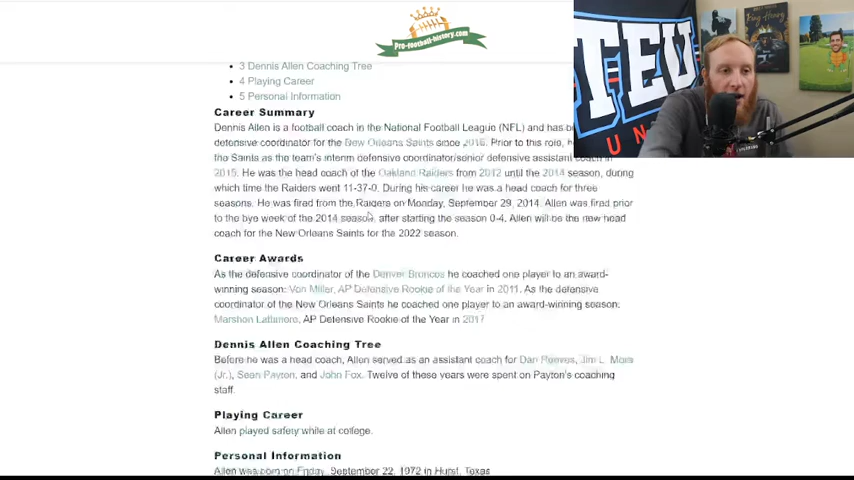 Pro-football-history.com
TEU
UN
King Henry
3 Dennis Allen Coaching Tree
4 Playing Career
5 Personal Information
Career Summary
Dennis Allen is a football coach in the National Football League (NFL) and has
defensive coordinator for the New Orleans Saints since 2016. Prior to this role,
the Saints as the team's interim defensive coordinator/senior defensive assistant coach in
2015. He was the head coach of the Oakland Raiders from 2012 until the 2014 season, during
which time the Raiders went 11-37-0. During his career he was a head coach for three
seasons. He was fired from the Raiders on Monday, September 29, 2014. Allen was fired prior
to the bye week of the 2014 season, after starting the season 0-4. Allen will be the new head
coach for the New Orleans Saints for the 2022 season.
Career Awards
As the defensive coordinator of the Denver Broncos he coached one player to an award-
winning season: Von Miller, AP Defensive Rookie of the Year in 2011. As the defensive
coordinator of the New Orleans Saints he coached one player to an award-winning season:
Marshon Lattimore, AP Defensive Rookie of the Year in 2017
Dennis Allen Coaching Tree
Before he was a head coach, Allen served as an assistant coach for Dan Reeves, Jim L. Mora
(Jr.), Sean Payton, and John Fox. Twelve of these years were spent on Payton's coaching
staff.
Playing Career
Allen played safety while at college.
Personal Information
Allen was born on Friday, September 22, 1972 in Hurst, Texas